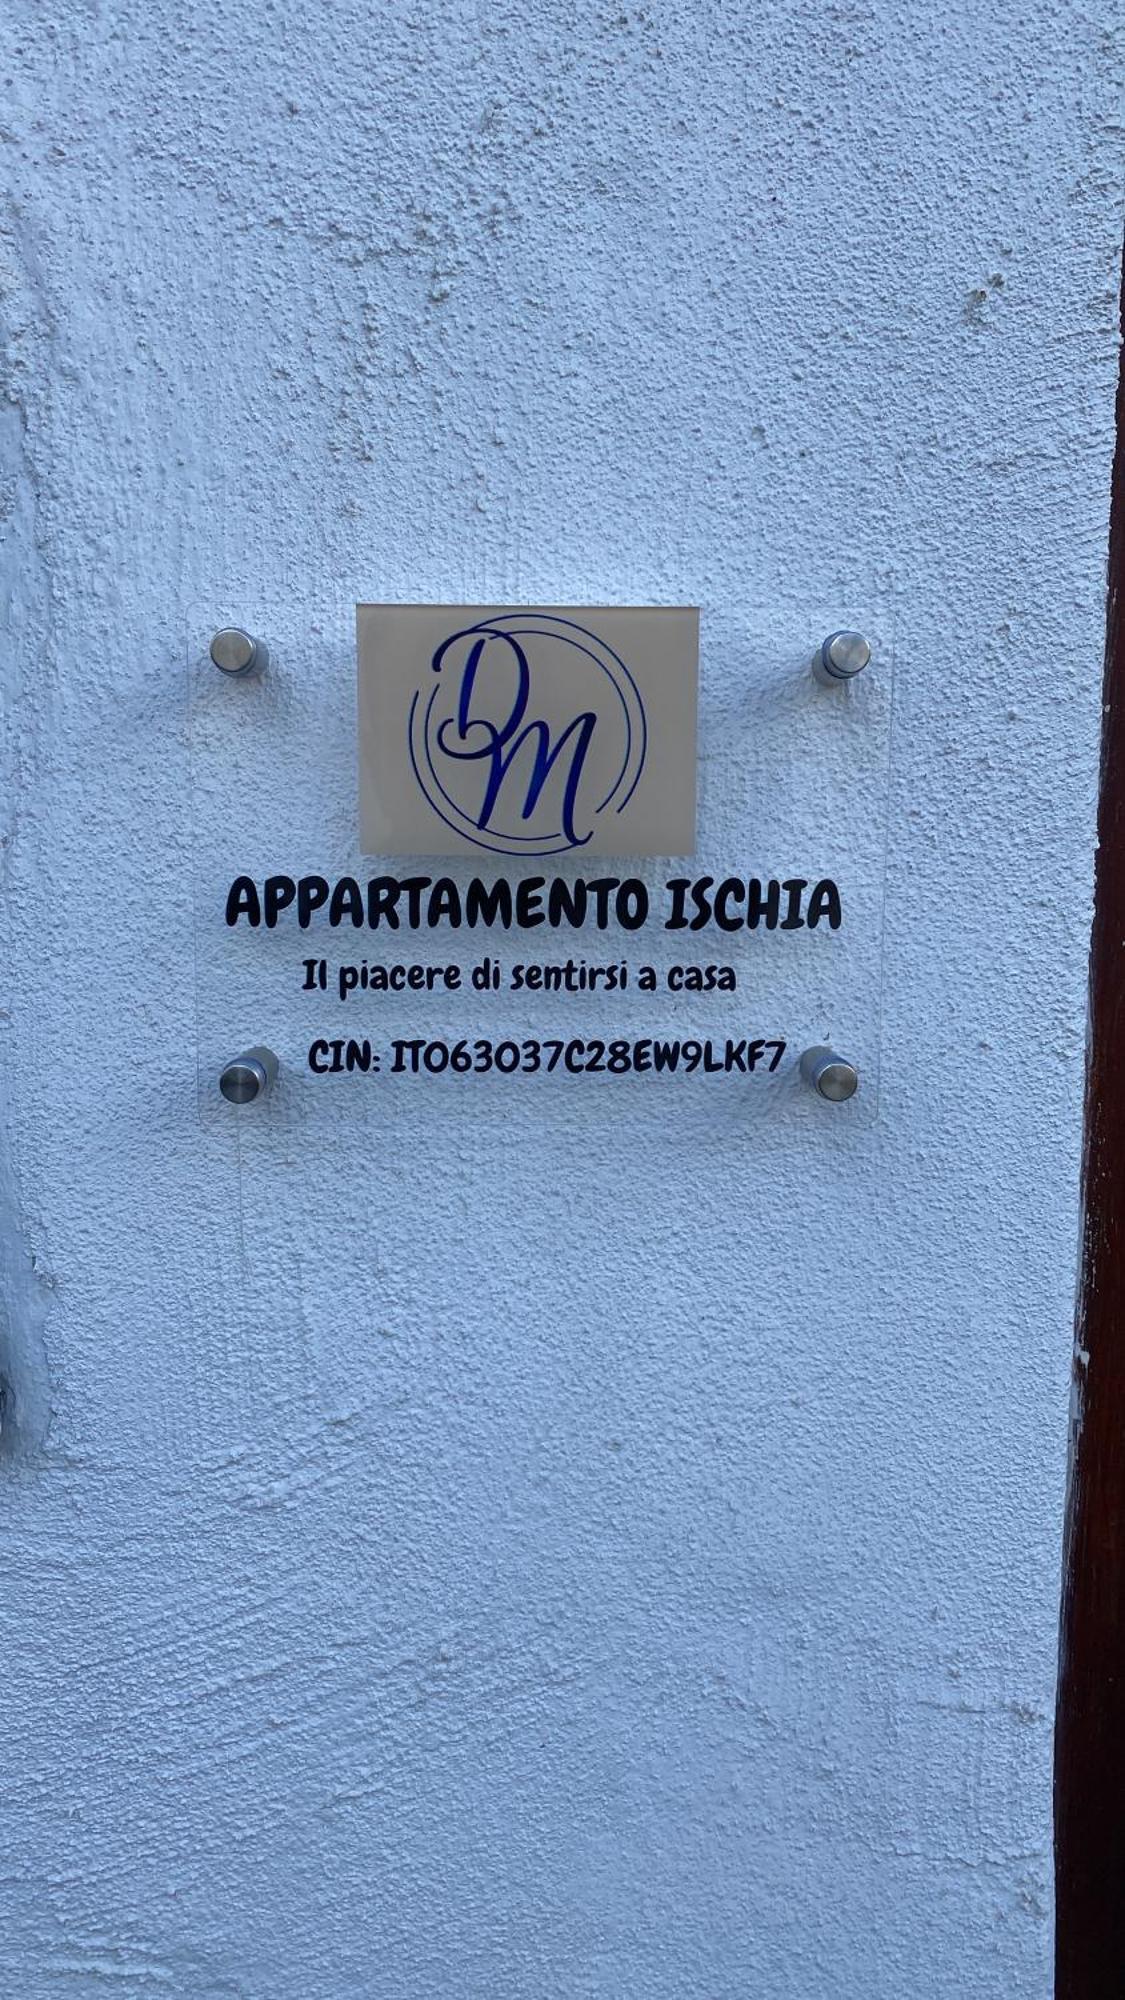 DM
APPARTAMENTO ISCHIA
Il piacere di sentirsi a casa
CIN: IT063037C28EW9LKF7